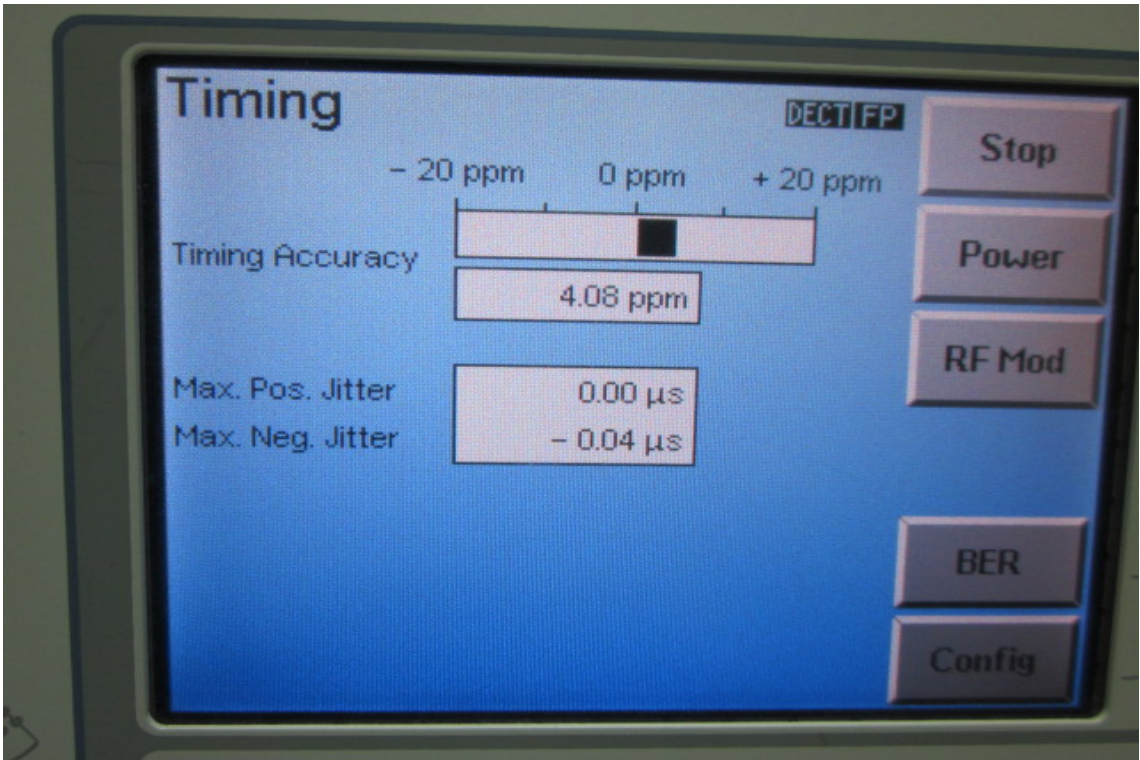 Timing
DECT FP
− 20 ppm 0 ppm + 20 ppm
Timing Accuracy
4.08 ppm
Max. Pos. Jitter 0.00 µs
Max. Neg. Jitter − 0.04 µs
Stop
Power
RF Mod
BER
Config